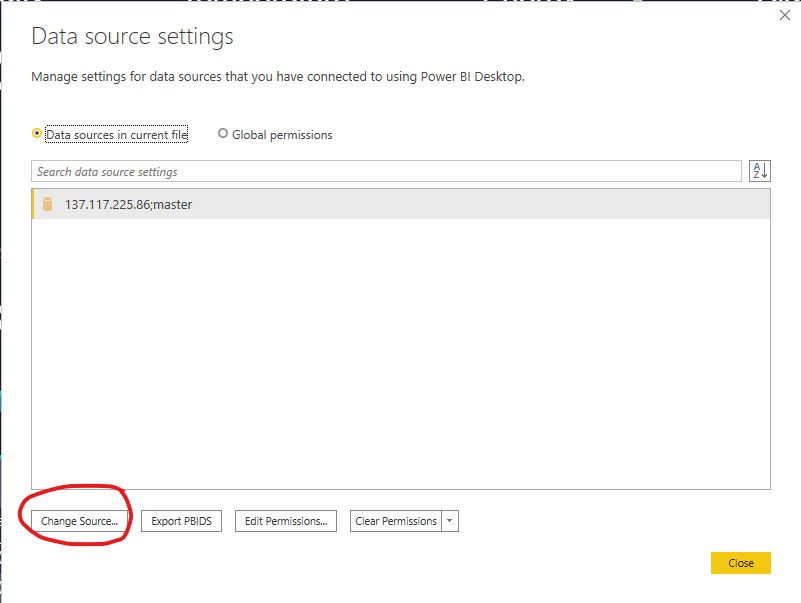 Data source settings
Manage settings for data sources that you have connected to using Power BI Desktop.
Data sources in current file Global permissions
Search data source settings
A
Z
137.117.225.86;master
Change Source... Export PBIDS Edit Permissions... Clear Permissions
Close